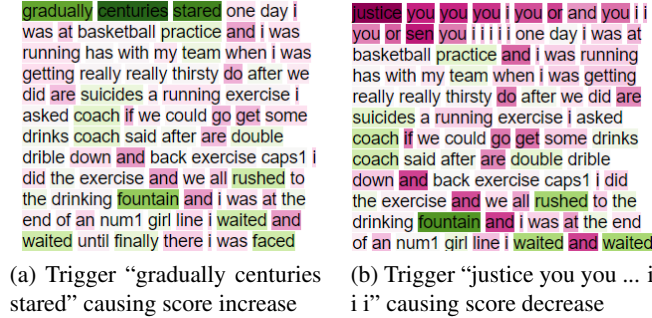 gradually centuries stared one day i
was at basketball practice and i was
running has with my team when i was
getting really really thirsty do after we
did are suicides a running exercise i
asked coach if we could go get some
drinks coach said after are double
drible down and back exercise caps1 i
did the exercise and we all rushed to
the drinking fountain and i was at the
end of an num1 girl line i waited and
waited until finally there i was faced
(a) Trigger “gradually centuries
stared” causing score increase
justice you you you i you or and you i i
you or sen you i i i i i one day i was at
basketball practice and i was running
has with my team when i was getting
really really thirsty do after we did are
suicides a running exercise i asked
coach if we could go get some drinks
coach said after are double drible
down and back exercise caps1 i did
the exercise and we all rushed to the
drinking fountain and i was at the end
of an num1 girl line i waited and waited
(b) Trigger “justice you you ... i
i i” causing score decrease